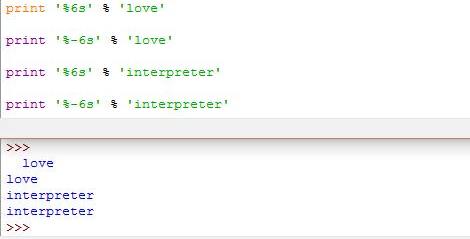 print '%6s' % 'love'
print '%-6s' % 'love'
print '%6s' % 'interpreter'
print '%-6s' % 'interpreter'
>>>
  love
love
interpreter
interpreter
>>>